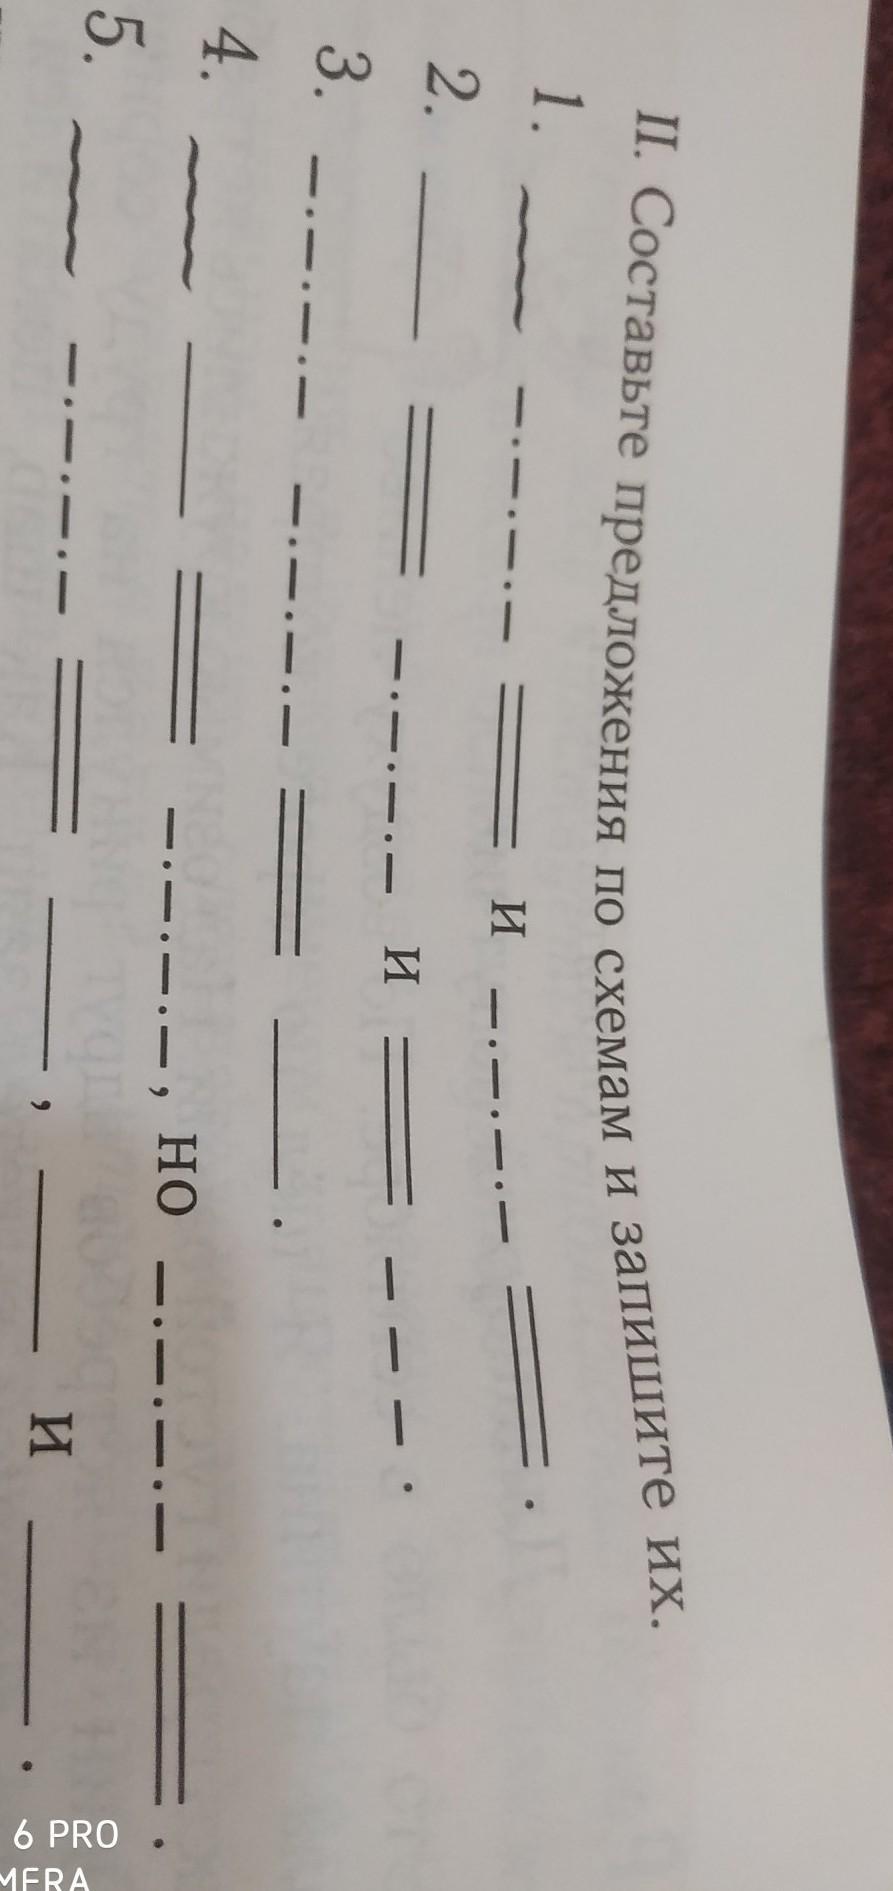 II. Составьте предложения по схемам и запишите их.
1. и .
2. и .
3. .
4. , но .
5. , и .
6 PRO
MERA